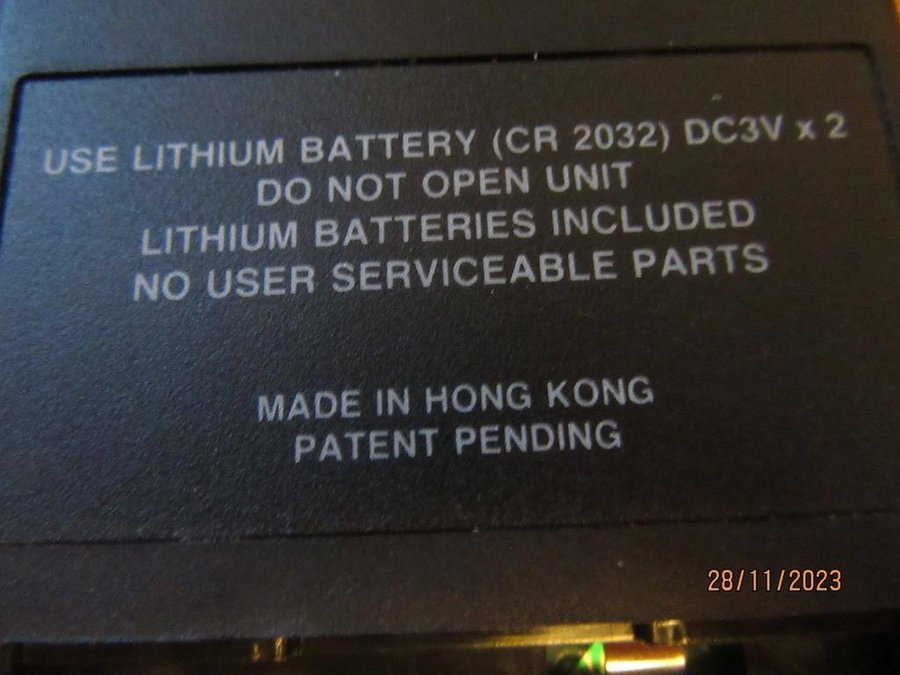 USE LITHIUM BATTERY (CR 2032) DC3V x 2
DO NOT OPEN UNIT
LITHIUM BATTERIES INCLUDED
NO USER SERVICEABLE PARTS
MADE IN HONG KONG
PATENT PENDING
28/11/2023